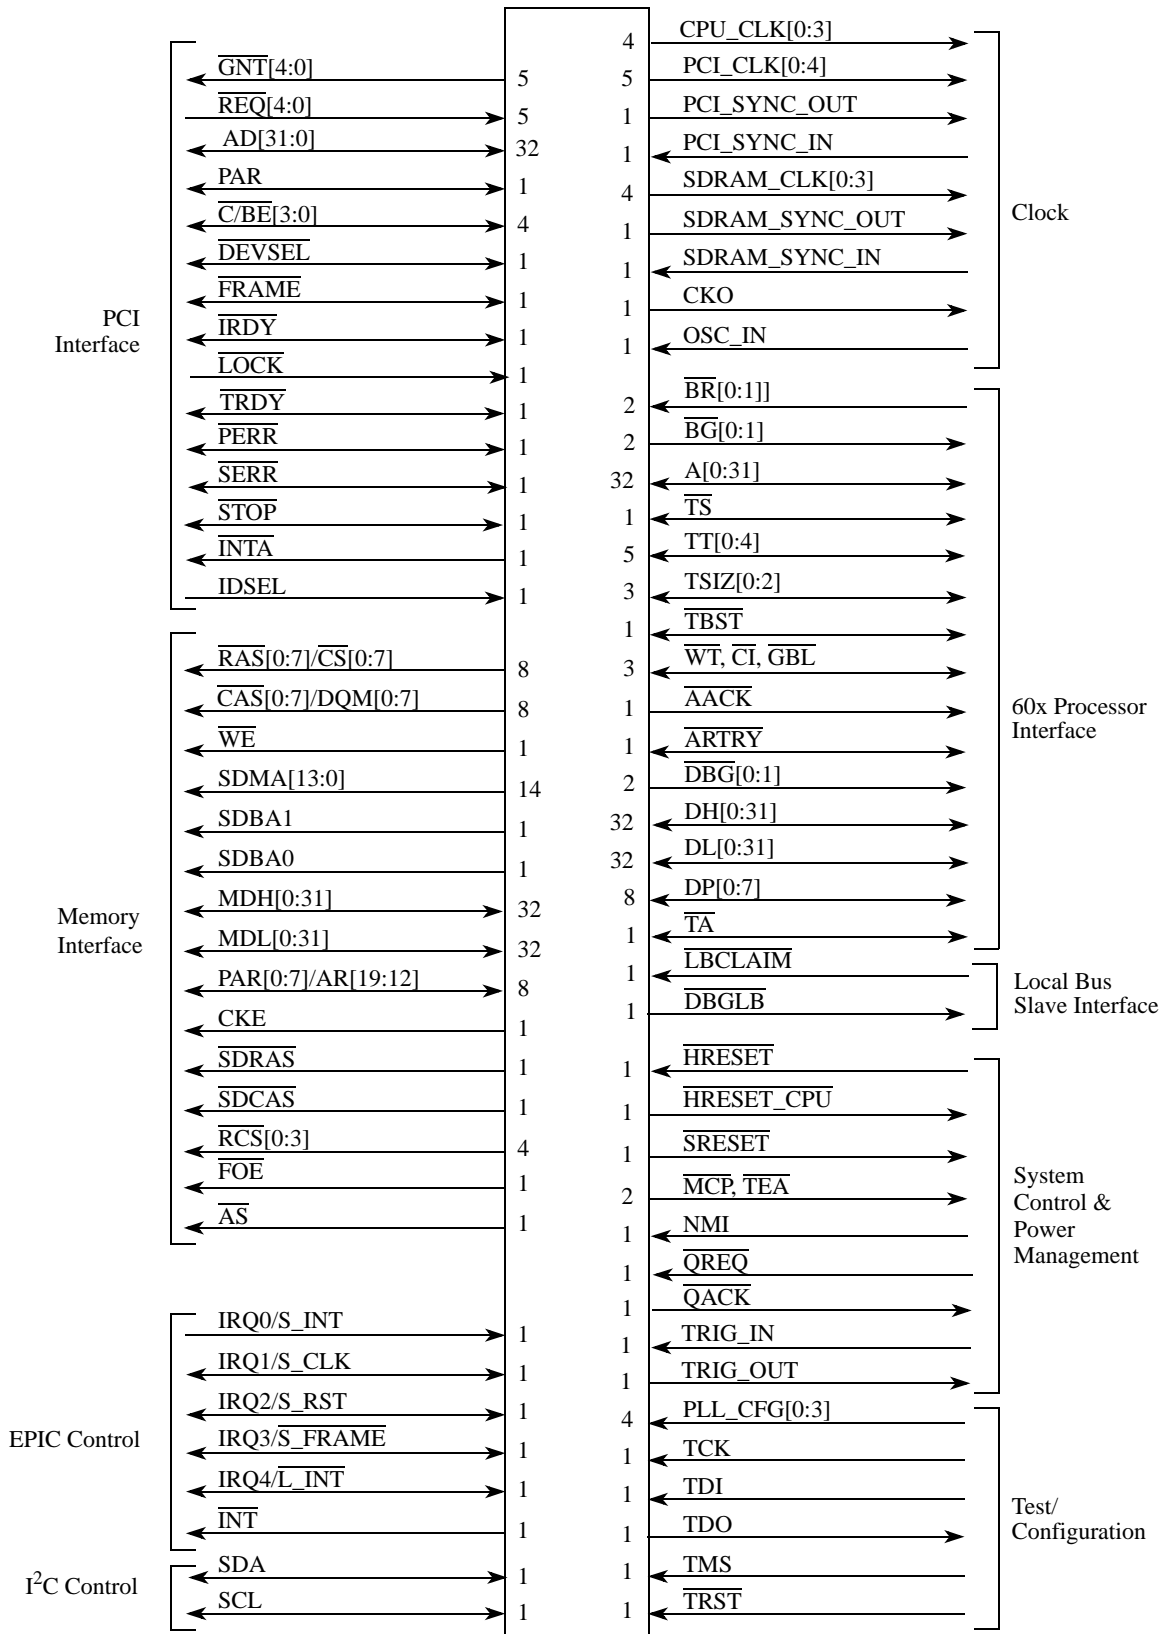 PCI
Interface
GNT[4:0] 5
REQ[4:0] 5
AD[31:0] 32
PAR 1
C/BE[3:0] 4
DEVSEL 1
FRAME 1
IRDY 1
LOCK 1
TRDY 1
PERR 1
SERR 1
STOP 1
INTA 1
IDSEL 1
Memory
Interface
RAS[0:7]/CS[0:7] 8
CAS[0:7]/DQM[0:7] 8
WE 1
SDMA[13:0] 14
SDBA1 1
SDBA0 1
MDH[0:31] 32
MDL[0:31] 32
PAR[0:7]/AR[19:12] 8
CKE 1
SDRAS 1
SDCAS 1
RCS[0:3] 4
FOE 1
AS 1
EPIC Control
IRQ0/S_INT 1
IRQ1/S_CLK 1
IRQ2/S_RST 1
IRQ3/S_FRAME 1
IRQ4/L_INT 1
INT 1
I²C Control
SDA 1
SCL 1
4 CPU_CLK[0:3]
5 PCI_CLK[0:4]
1 PCI_SYNC_OUT
1 PCI_SYNC_IN
4 SDRAM_CLK[0:3]
1 SDRAM_SYNC_OUT
1 SDRAM_SYNC_IN
1 CKO
1 OSC_IN
Clock
2 BR[0:1]]
2 BG[0:1]
32 A[0:31]
1 TS
5 TT[0:4]
3 TSIZ[0:2]
1 TBST
3 WT, CI, GBL
1 AACK
1 ARTRY
2 DBG[0:1]
32 DH[0:31]
32 DL[0:31]
8 DP[0:7]
1 TA
60x Processor
Interface
1 LBCLAIM
1 DBGLB
Local Bus
Slave Interface
1 HRESET
1 HRESET_CPU
1 SRESET
2 MCP, TEA
1 NMI
1 QREQ
1 QACK
1 TRIG_IN
1 TRIG_OUT
System
Control &
Power
Management
4 PLL_CFG[0:3]
1 TCK
1 TDI
1 TDO
1 TMS
1 TRST
Test/
Configuration